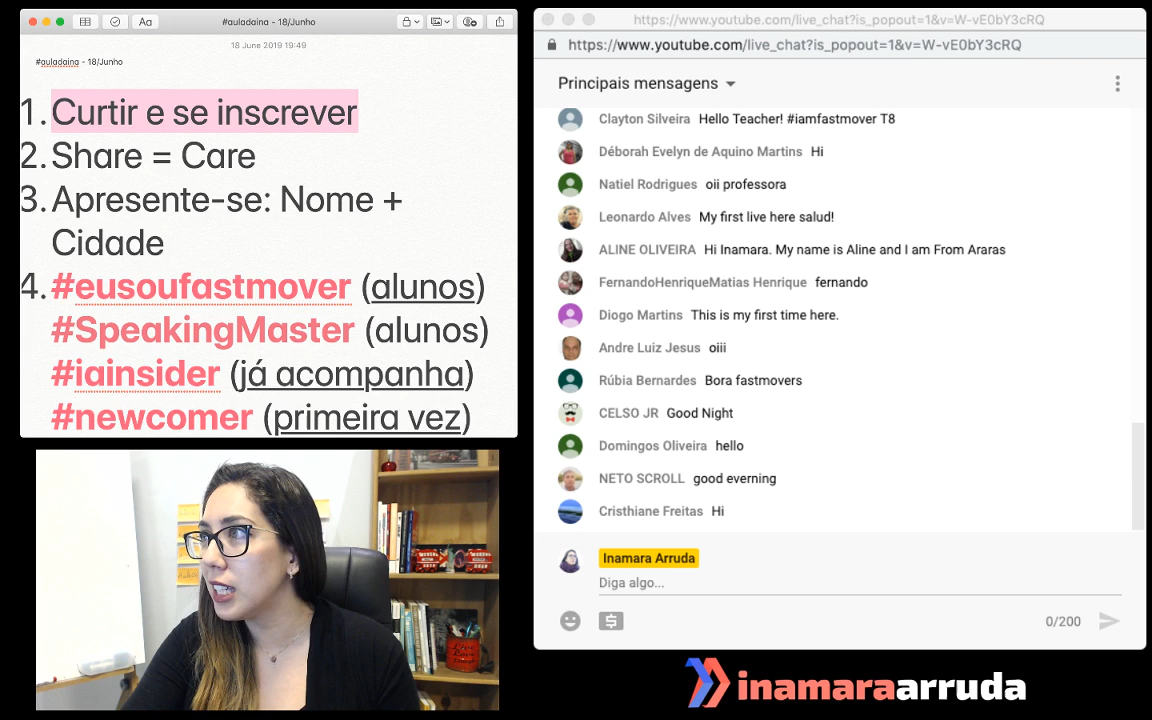 Aa
#auladaina - 18/Junho
18 June 2019 19:49
#auladaina - 18/Junho
1. Curtir e se inscrever
2. Share = Care
3. Apresente-se: Nome +
Cidade
4. #eusoufastmover (alunos)
#SpeakingMaster (alunos)
#iainsider (já acompanha)
#newcomer (primeira vez)
https://www.youtube.com/live_chat?is_popout=1&v=W-vE0bY3cRQ
https://www.youtube.com/live_chat?is_popout=1&v=W-vE0bY3cRQ
Principais mensagens
Clayton Silveira Hello Teacher! #iamfastmover T8
Déborah Evelyn de Aquino Martins Hi
Natiel Rodrigues oii professora
Leonardo Alves My first live here salud!
ALINE OLIVEIRA Hi Inamara. My name is Aline and I am From Araras
FernandoHenriqueMatias Henrique fernando
Diogo Martins This is my first time here.
Andre Luiz Jesus oiii
Rúbia Bernardes Bora fastmovers
CELSO JR Good Night
Domingos Oliveira hello
NETO SCROLL good everning
Cristhiane Freitas Hi
Inamara Arruda
Diga algo...
0/200
inamaraarruda